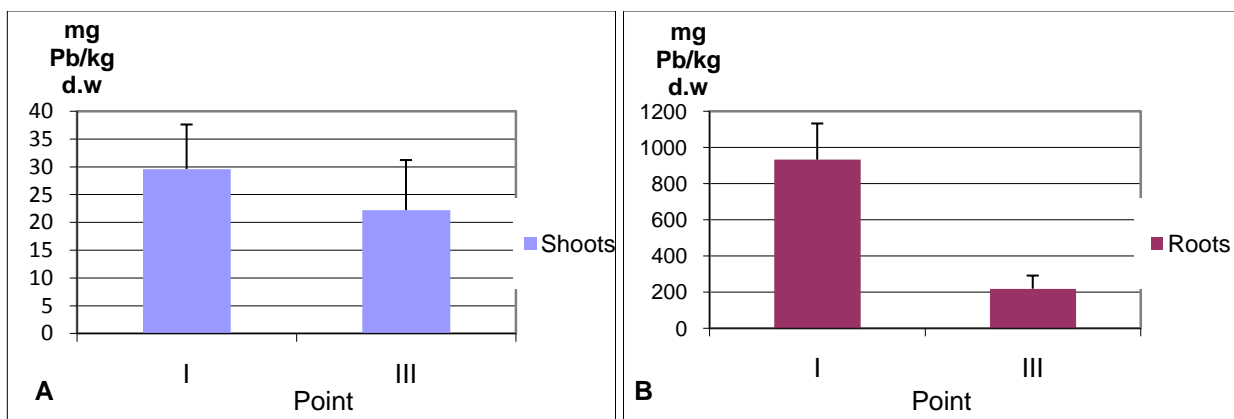 mg
Pb/kg
d.w
40
35
30
25
20
15
10
5
0
Shoots
I
III
Point
A
mg
Pb/kg
d.w
1200
1000
800
600
400
200
0
Roots
I
III
Point
B